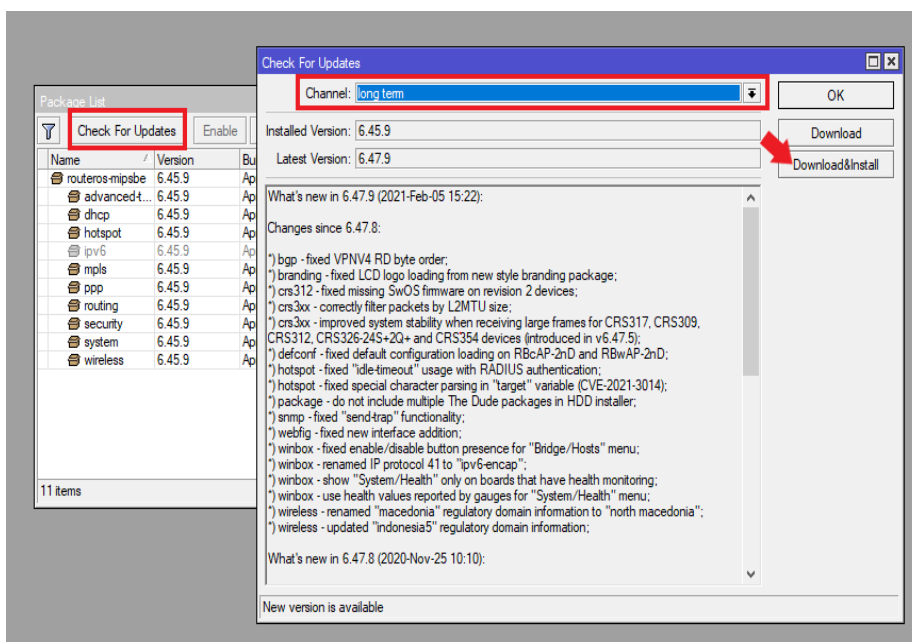 Package List
Check For Updates Enable
Name / Version Bu
routeros-mipsbe 6.45.9 Ap
advanced-t... 6.45.9 Ap
dhcp 6.45.9 Ap
hotspot 6.45.9 Ap
ipv6 6.45.9 Ap
mpls 6.45.9 Ap
ppp 6.45.9 Ap
routing 6.45.9 Ap
security 6.45.9 Ap
system 6.45.9 Ap
wireless 6.45.9 Ap
11 items
Check For Updates
Channel: long term
OK
Installed Version: 6.45.9
Download
Latest Version: 6.47.9
Download&Install
What's new in 6.47.9 (2021-Feb-05 15:22):
Changes since 6.47.8:
*) bgp - fixed VPNV4 RD byte order;
*) branding - fixed LCD logo loading from new style branding package;
*) crs312 - fixed missing SwOS firmware on revision 2 devices;
*) crs3xx - correctly filter packets by L2MTU size;
*) crs3xx - improved system stability when receiving large frames for CRS317, CRS309,
CRS312, CRS326-24S+2Q+ and CRS354 devices (introduced in v6.47.5);
*) defconf - fixed default configuration loading on RBcAP-2nD and RBwAP-2nD;
*) hotspot - fixed "idle-timeout" usage with RADIUS authentication;
*) hotspot - fixed special character parsing in "target" variable (CVE-2021-3014);
*) package - do not include multiple The Dude packages in HDD installer;
*) snmp - fixed "send-trap" functionality;
*) webfig - fixed new interface addition;
*) winbox - fixed enable/disable button presence for "Bridge/Hosts" menu;
*) winbox - renamed IP protocol 41 to "ipv6-encap";
*) winbox - show "System/Health" only on boards that have health monitoring;
*) winbox - use health values reported by gauges for "System/Health" menu;
*) wireless - renamed "macedonia" regulatory domain information to "north macedonia";
*) wireless - updated "indonesia5" regulatory domain information;
What's new in 6.47.8 (2020-Nov-25 10:10):
New version is available